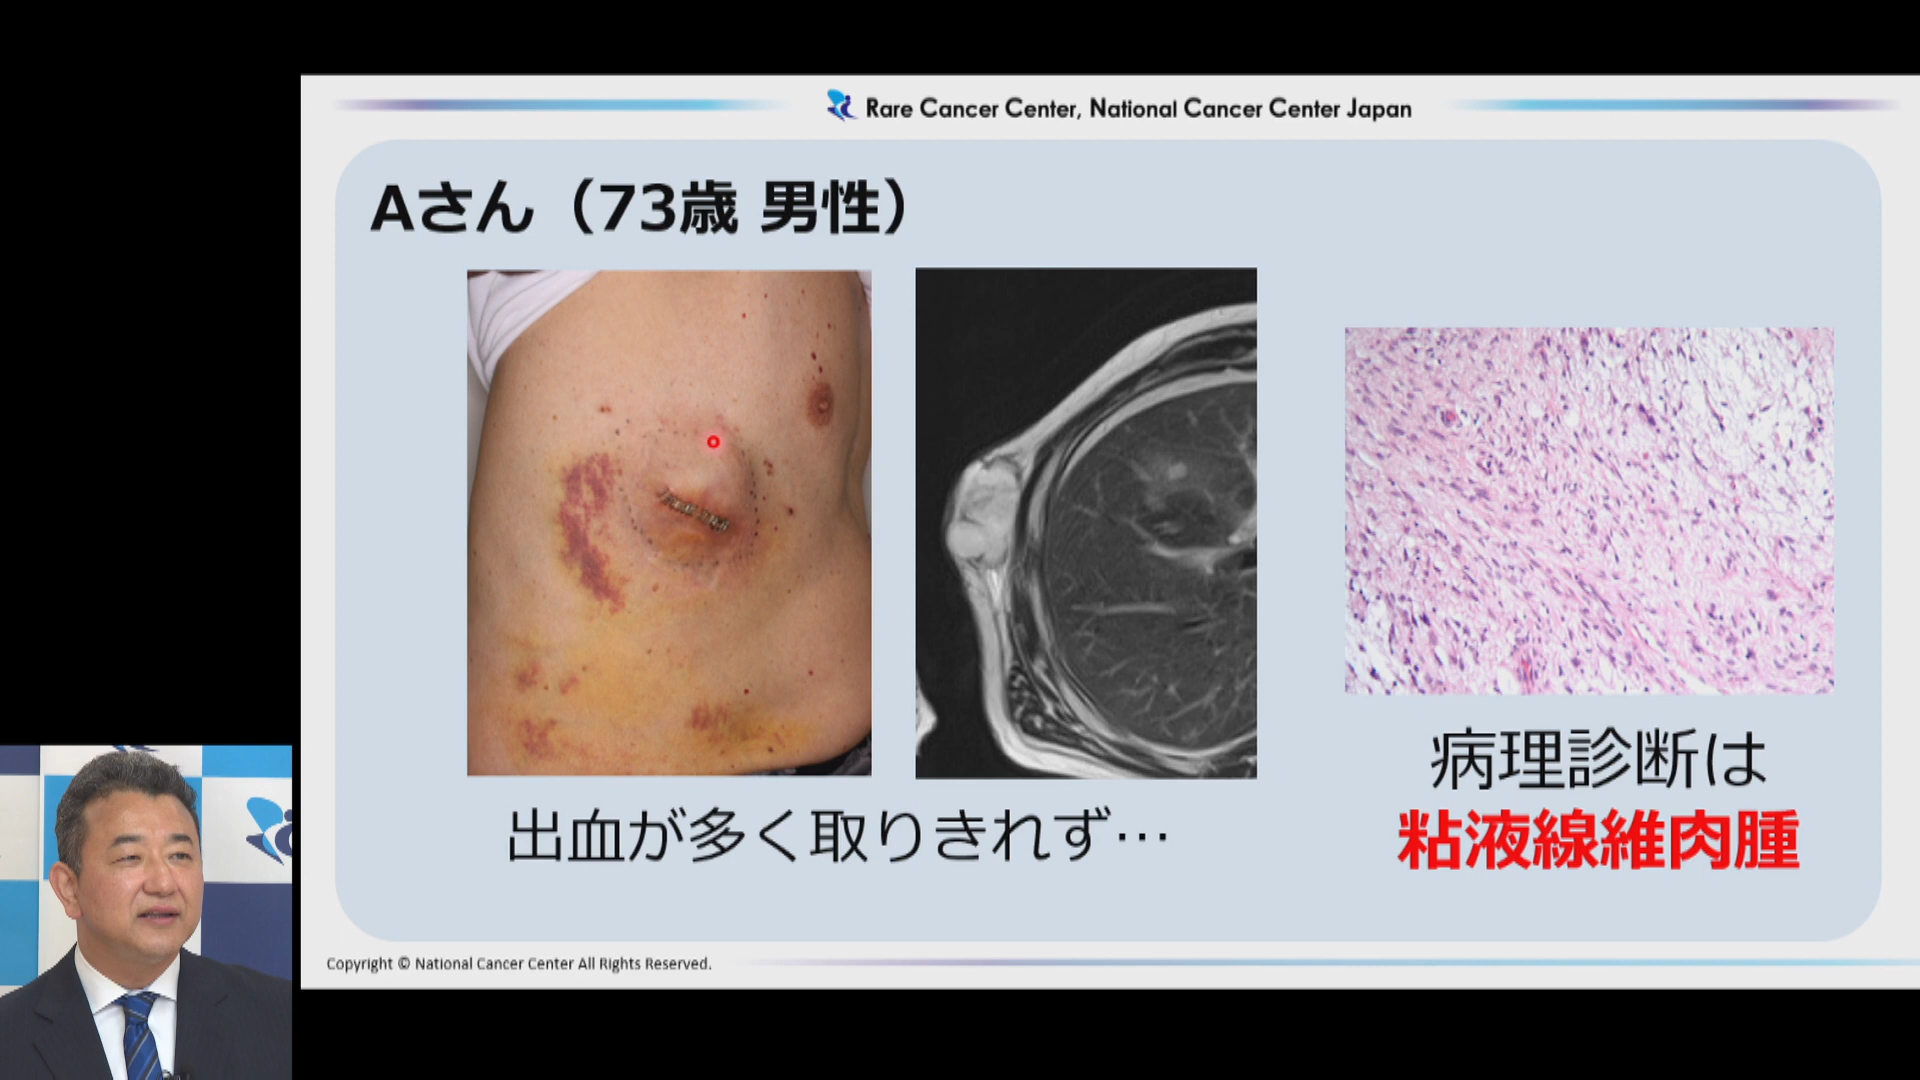 Rare Cancer Center, National Cancer Center Japan
Aさん（73歳 男性）
出血が多く取りきれず…
病理診断は
粘液線維肉腫
Copyright © National Cancer Center All Rights Reserved.